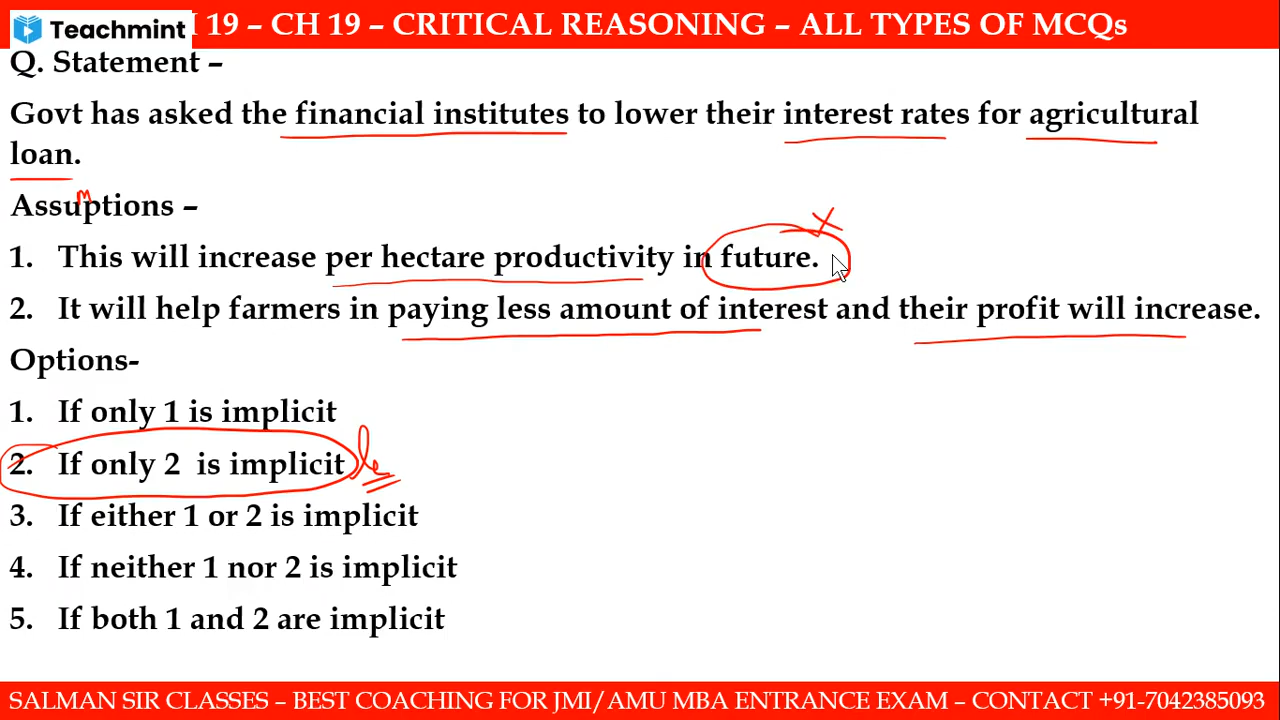 Teachmint
19 – CH 19 – CRITICAL REASONING – ALL TYPES OF MCQs
Q. Statement –
Govt has asked the financial institutes to lower their interest rates for agricultural
loan.
m
Assuptions –
1. This will increase per hectare productivity in future.
2. It will help farmers in paying less amount of interest and their profit will increase.
Options-
1. If only 1 is implicit
2. If only 2 is implicit
3. If either 1 or 2 is implicit
4. If neither 1 nor 2 is implicit
5. If both 1 and 2 are implicit
SALMAN SIR CLASSES – BEST COACHING FOR JMI/AMU MBA ENTRANCE EXAM – CONTACT +91-7042385093